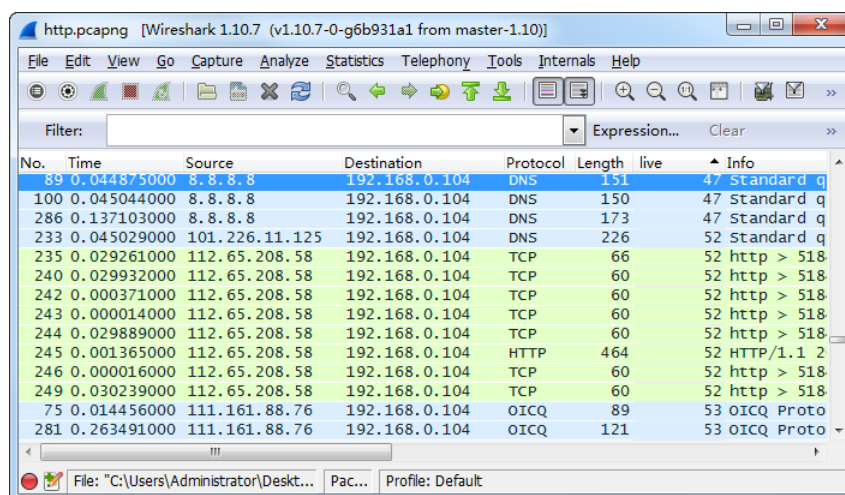 http.pcapng [Wireshark 1.10.7 (v1.10.7-0-g6b931a1 from master-1.10)]
File Edit View Go Capture Analyze Statistics Telephony Tools Internals Help
Filter: Expression... Clear »
No. Time Source Destination Protocol Length live Info
89 0.044875000 8.8.8.8 192.168.0.104 DNS 151 47 Standard q
100 0.045044000 8.8.8.8 192.168.0.104 DNS 150 47 Standard q
286 0.137103000 8.8.8.8 192.168.0.104 DNS 173 47 Standard q
233 0.045029000 101.226.11.125 192.168.0.104 DNS 226 52 Standard q
235 0.029261000 112.65.208.58 192.168.0.104 TCP 66 52 http > 518
240 0.029932000 112.65.208.58 192.168.0.104 TCP 60 52 http > 518
242 0.000371000 112.65.208.58 192.168.0.104 TCP 60 52 http > 518
243 0.000014000 112.65.208.58 192.168.0.104 TCP 60 52 http > 518
244 0.029889000 112.65.208.58 192.168.0.104 TCP 60 52 http > 518
245 0.001365000 112.65.208.58 192.168.0.104 HTTP 464 52 HTTP/1.1 2
246 0.000016000 112.65.208.58 192.168.0.104 TCP 60 52 http > 518
249 0.030239000 112.65.208.58 192.168.0.104 TCP 60 52 http > 518
75 0.014456000 111.161.88.76 192.168.0.104 OICQ 89 53 OICQ Proto
281 0.263491000 111.161.88.76 192.168.0.104 OICQ 121 53 OICQ Proto
File: "C:\Users\Administrator\Deskt... Pac... Profile: Default